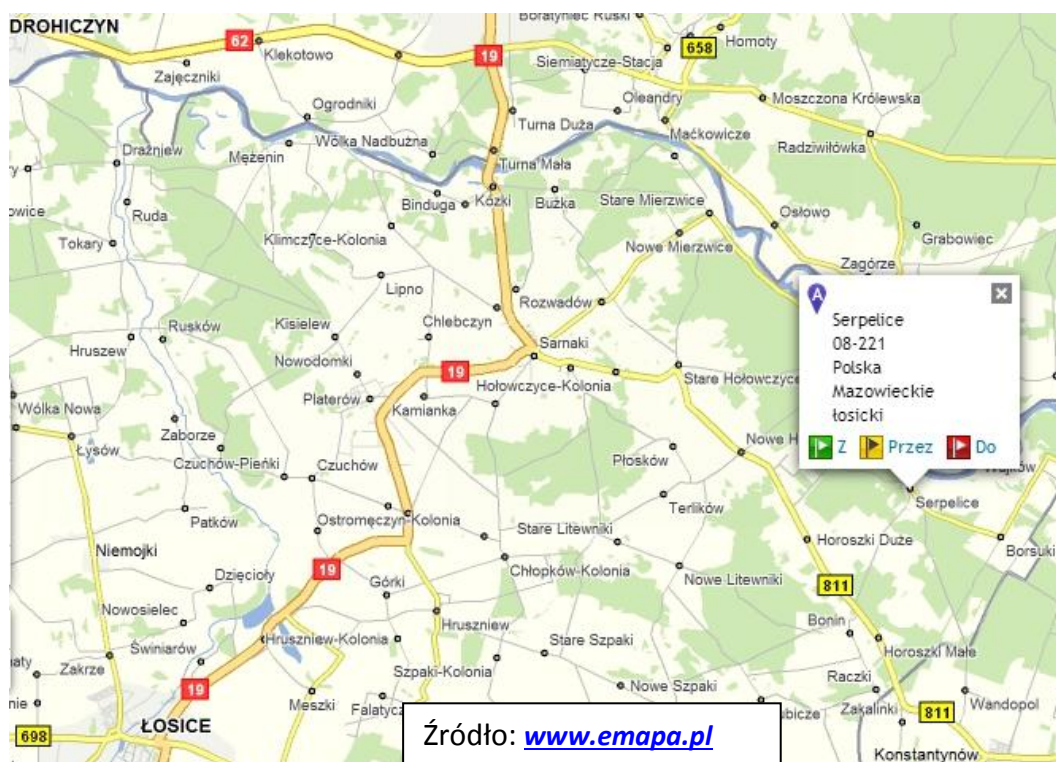 DROHICZYN
62
Klekotowo
19
Boratyniec Ruski
658
Homoty
Zajęczniki
Siemiatycze-Stacja
Ogrodniki
Oleandry
Moszczona Królewska
Turna Duża
Wólka Nadbużna
Maćkowicze
Radziwiłówka
Drażniew
Mężenin
Turna Mała
Binduga
Kózki
Bużka
Stare Mierzwice
Ruda
Osłowo
Tokary
Klimczyce-Kolonia
Nowe Mierzwice
Grabowiec
Zagórze
Lipno
Rozwadów
Serpelice
08-221
Polska
Mazowieckie
łosicki
Z Przez Do
Rusków
Kisielew
Chlebczyn
Hruszew
Nowodomki
Sarnaki
19
Hołowczyce-Kolonia
Stare Hołowczyce
Platerów
Kamianka
Wólka Nowa
Zaborze
Łysów
Nowe H
Czuchów-Pieńki
Czuchów
Płosków
Serpelice
Terlików
Patków
Ostromęczyn-Kolonia
Stare Litewniki
Niemojki
Horoszki Duże
Borsuki
19
Dzięcioły
Górki
Chłopków-Kolonia
Nowe Litewniki
811
Nowosielec
Hruszniew
Bonin
Hruszniew-Kolonia
Stare Szpaki
Świniarów
Horoszki Małe
Zakrze
Szpaki-Kolonia
Raczki
19
Meszki
Nowe Szpaki
Wandopol
Falatyc
Zakalinki
811
ŁOSICE
698
Konstantynów
Źródło: www.emapa.pl